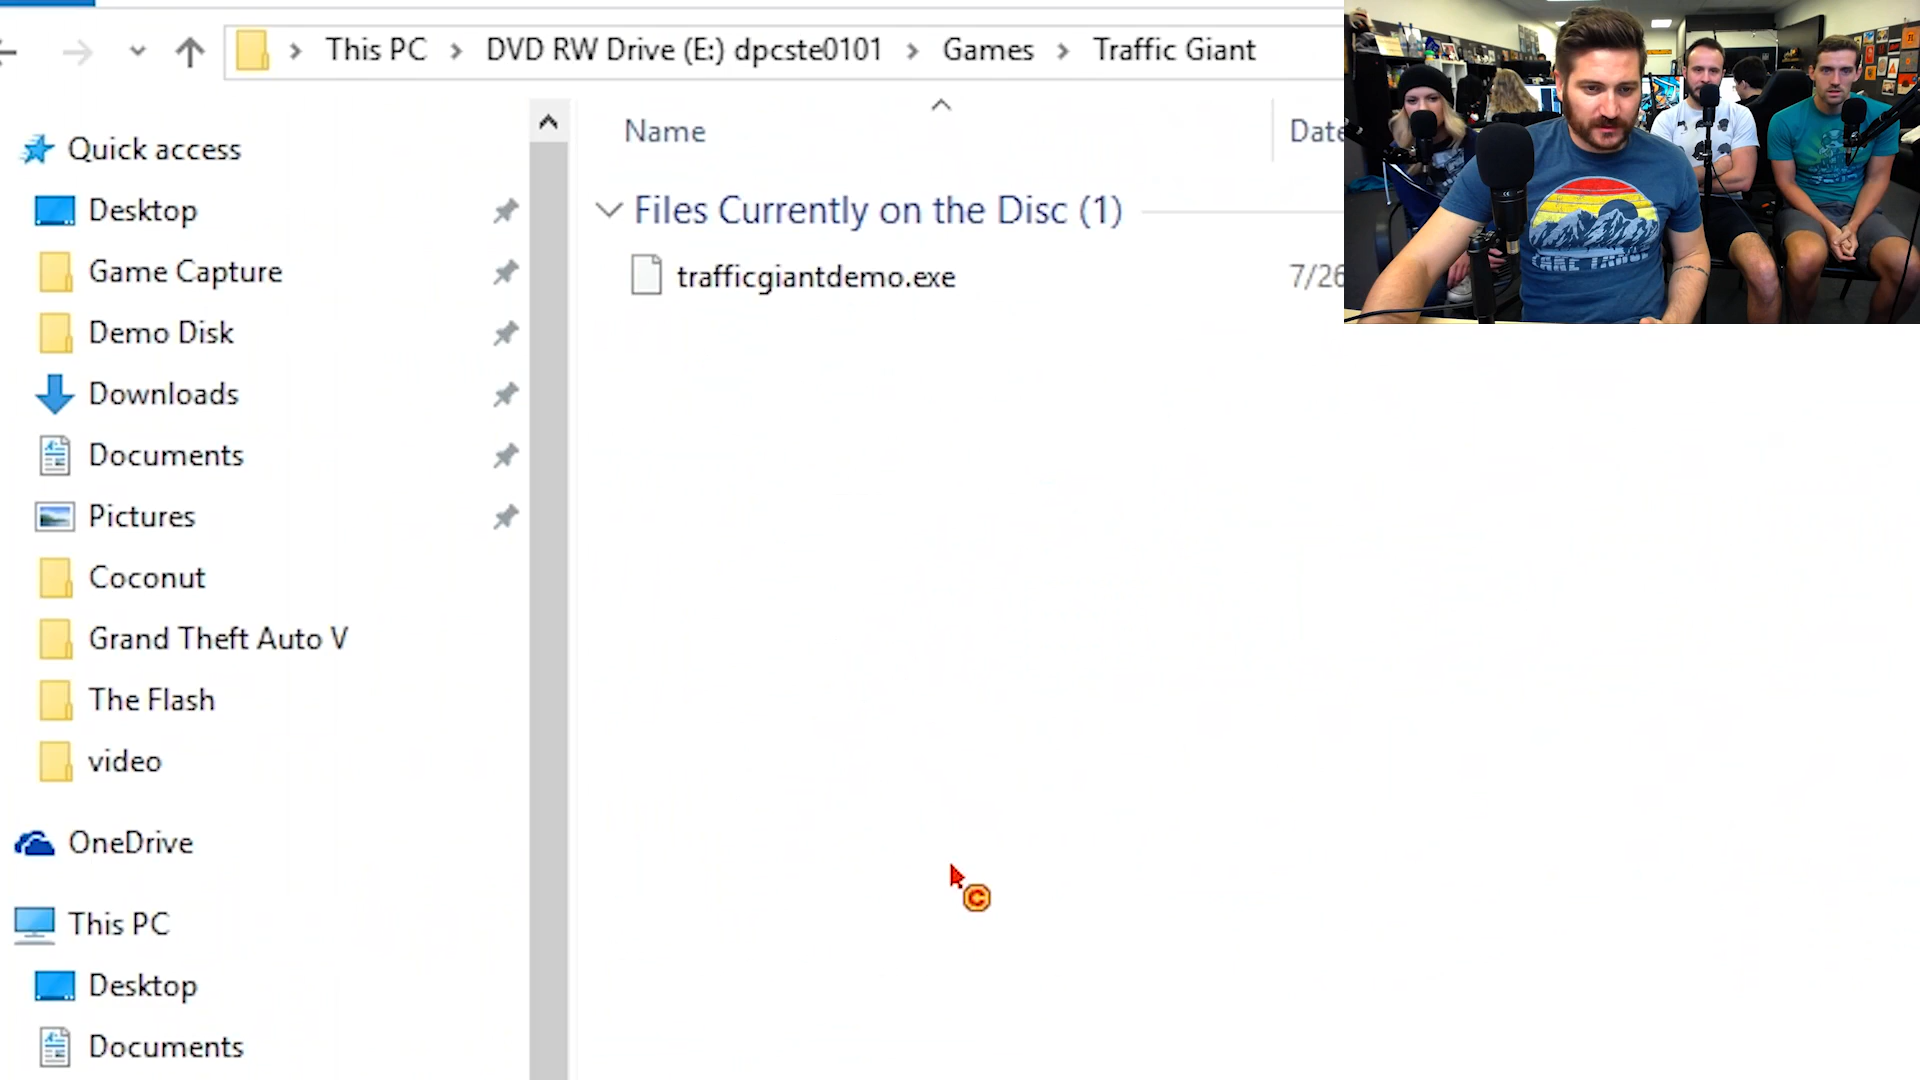 This PC > DVD RW Drive (E:) dpcste0101 > Games > Traffic Giant
Name
Date
Files Currently on the Disc (1)
trafficgiantdemo.exe
7/26
Quick access
Desktop
Game Capture
Demo Disk
Downloads
Documents
Pictures
Coconut
Grand Theft Auto V
The Flash
video
OneDrive
This PC
Desktop
Documents
LAKE TAHOE